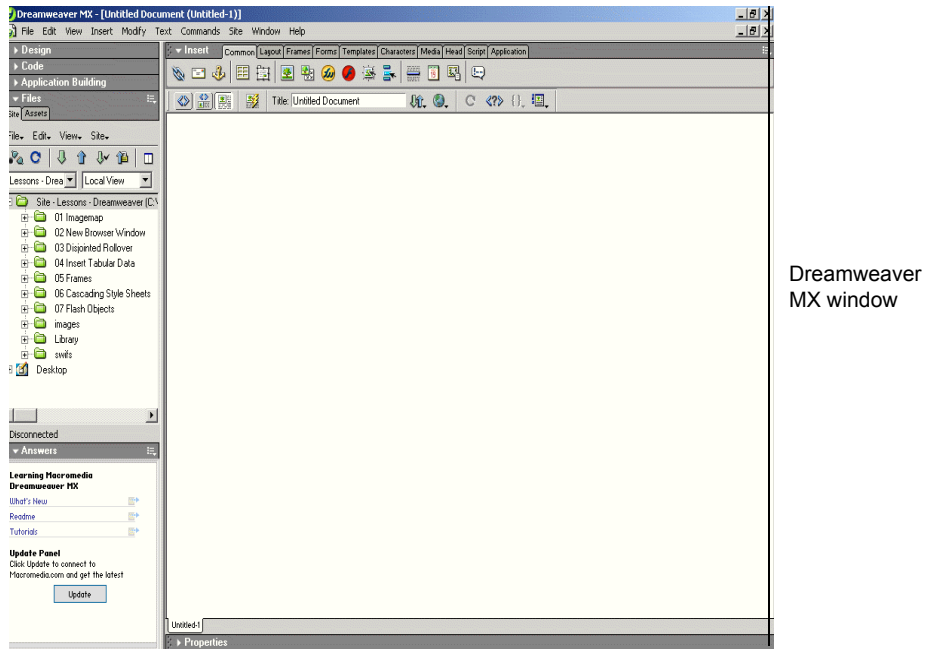 Dreamweaver MX - [Untitled Document (Untitled-1)]
File Edit View Insert Modify Text Commands Site Window Help
Design
Code
Application Building
Files
Site Assets
File Edit View Site
Lessons - Drea Local View
Site - Lessons - Dreamweaver (C:\
01 Imagemap
02 New Browser Window
03 Disjointed Rollover
04 Insert Tabular Data
05 Frames
06 Cascading Style Sheets
07 Flash Objects
images
Library
swifs
Desktop
Disconnected
Answers
Learning Macromedia
Dreamweaver MX
What's New
Readme
Tutorials
Update Panel
Click Update to connect to
Macromedia.com and get the latest
Update
Insert Common Layout Frames Forms Templates Characters Media Head Script Application
Title: Untitled Document
Untitled-1
Properties
Dreamweaver
MX window